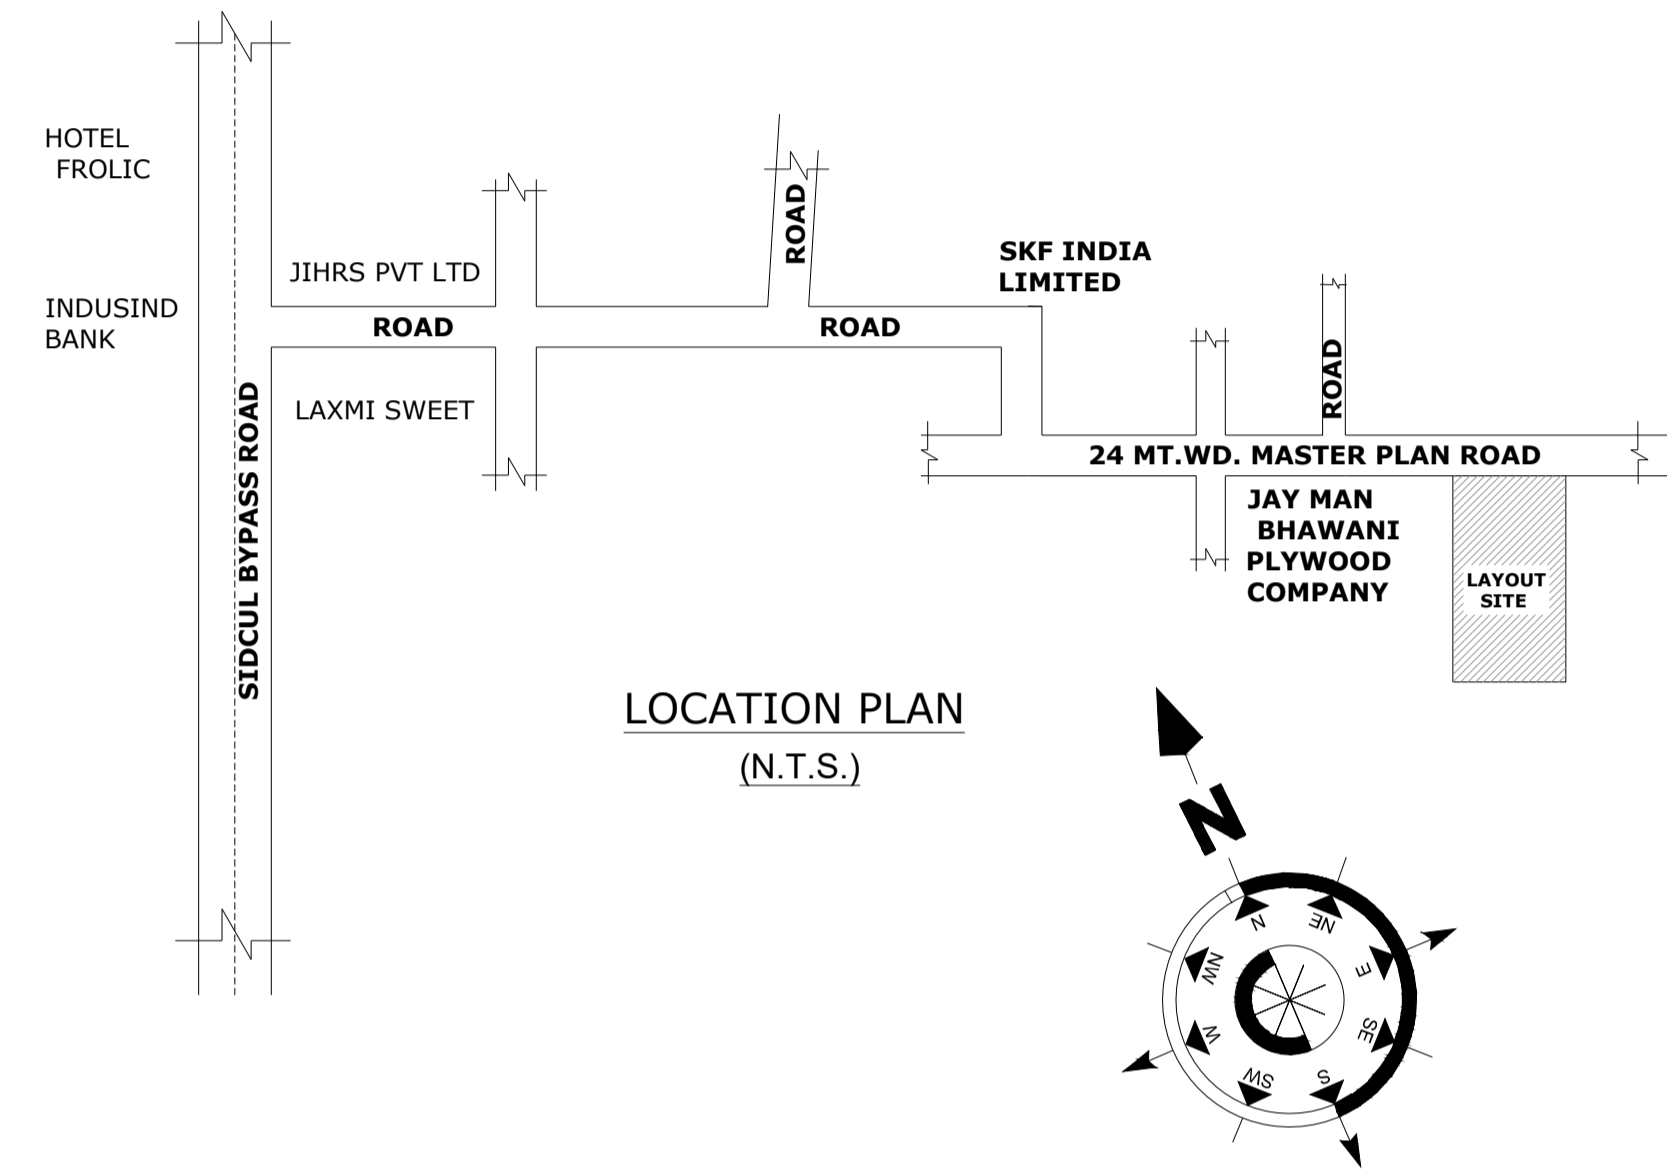 HOTEL
FROLIC
INDUSIND
BANK
SIDCUL BYPASS ROAD
JIHRS PVT LTD
ROAD
LAXMI SWEET
ROAD
ROAD
SKF INDIA
LIMITED
ROAD
24 MT.WD. MASTER PLAN ROAD
JAY MAN
BHAWANI
PLYWOOD
COMPANY
LAYOUT
SITE
LOCATION PLAN
(N.T.S.)
N
N
NE
E
SE
S
SW
W
NW